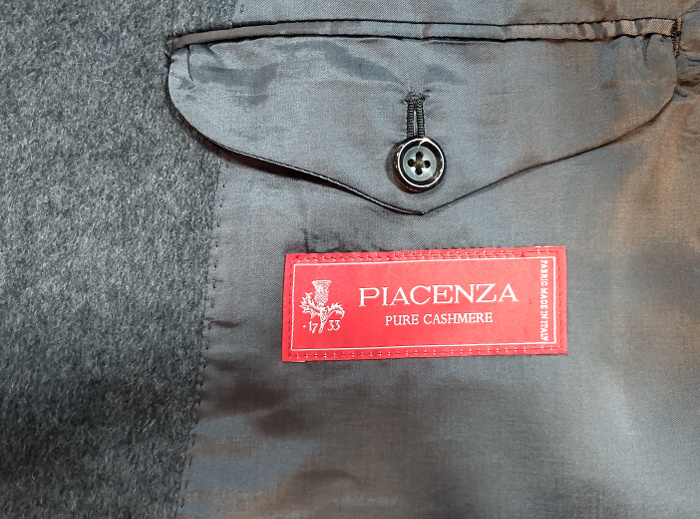 PIACENZA
PURE CASHMERE
·17 33
FABRIC MADE IN ITALY